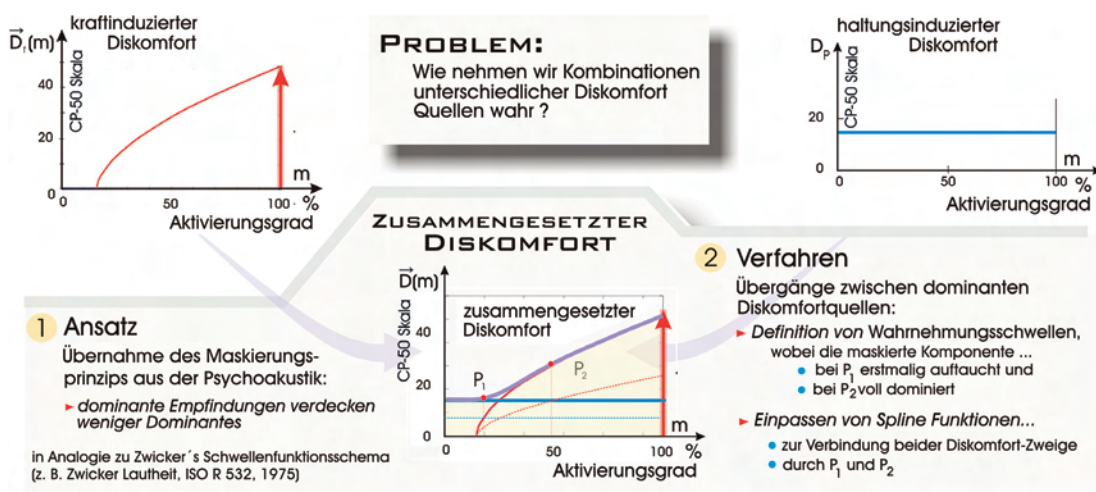 kraftinduzierter
Diskomfort
D_f(m)
CP-50 Skala
40
20
0
0
50
100
m
%
Aktivierungsgrad
PROBLEM:
Wie nehmen wir Kombinationen
unterschiedlicher Diskomfort
Quellen wahr ?
haltungsinduzierter
Diskomfort
D_P
CP-50 Skala
20
0
0
50
100
m
%
Aktivierungsgrad
ZUSAMMENGESETZTER
DISKOMFORT
D(m)
CP-50 Skala
zusammengesetzter
Diskomfort
40
20
0
P1
P2
0
50
100
m
%
Aktivierungsgrad
1 Ansatz
Übernahme des Maskierungs-
prinzips aus der Psychoakustik:
dominante Empfindungen verdecken
weniger Dominantes
in Analogie zu Zwicker´s Schwellenfunktionsschema
(z. B. Zwicker Lautheit, ISO R 532, 1975)
2 Verfahren
Übergänge zwischen dominanten
Diskomfortquellen:
Definition von Wahrnehmungsschwellen,
wobei die maskierte Komponente ...
bei P1 erstmalig auftaucht und
bei P2 voll dominiert
Einpassen von Spline Funktionen...
zur Verbindung beider Diskomfort-Zweige
durch P1 und P2